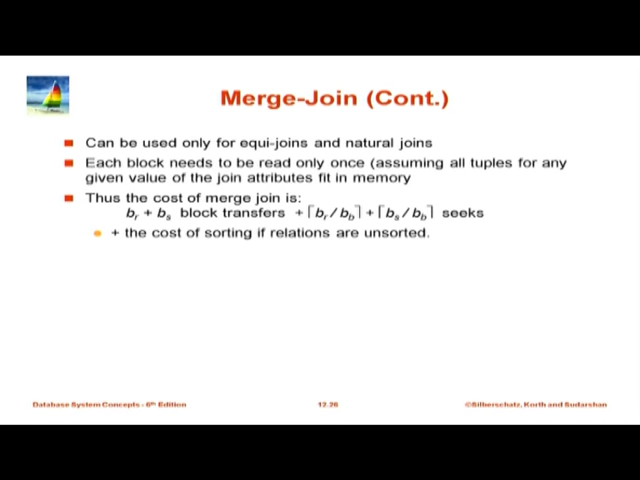 Merge-Join (Cont.)
Can be used only for equi-joins and natural joins
Each block needs to be read only once (assuming all tuples for any
given value of the join attributes fit in memory
Thus the cost of merge join is:
br + bs block transfers + ⌈br / bb⌉ + ⌈bs / bb⌉ seeks
+ the cost of sorting if relations are unsorted.
Database System Concepts - 6th Edition 12.26 ©Silberschatz, Korth and Sudarshan